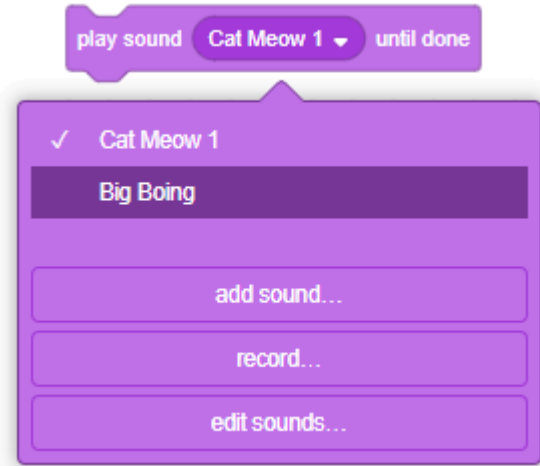 play sound Cat Meow 1 until done
✓ Cat Meow 1
Big Boing
add sound...
record...
edit sounds...